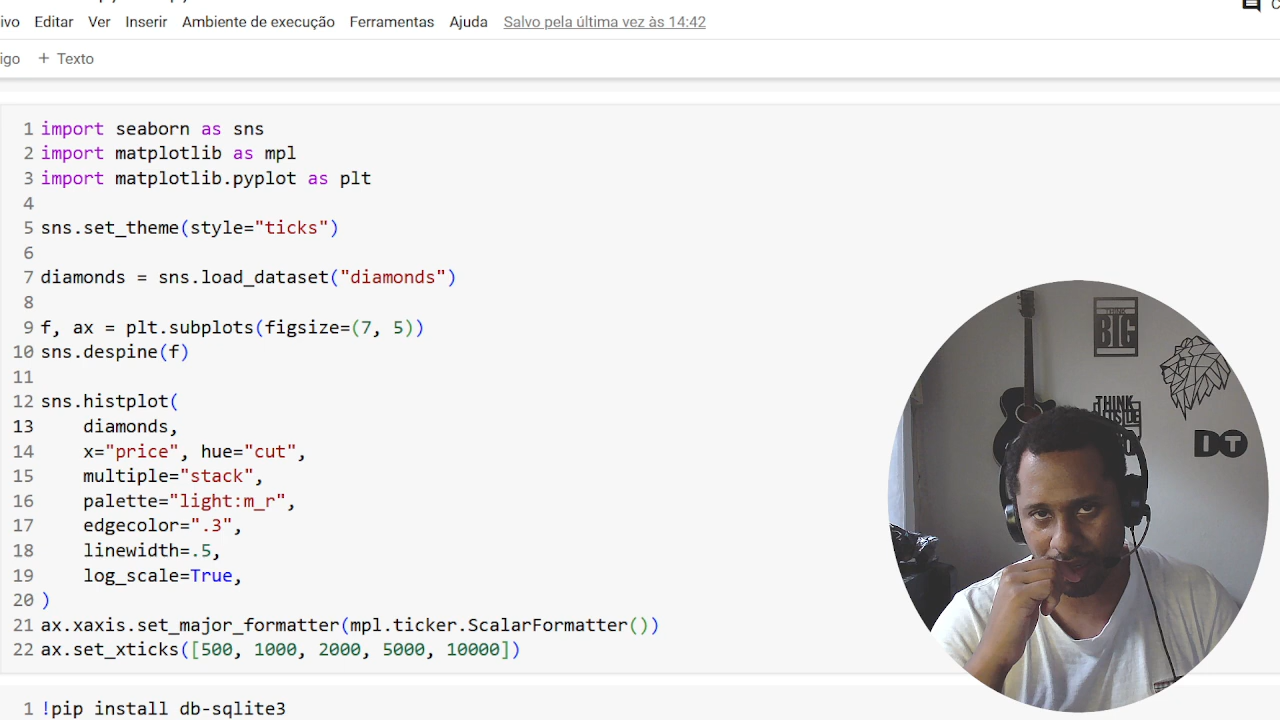 ivo Editar Ver Inserir Ambiente de execução Ferramentas Ajuda Salvo pela última vez às 14:42
igo + Texto
1 import seaborn as sns
2 import matplotlib as mpl
3 import matplotlib.pyplot as plt
4
5 sns.set_theme(style="ticks")
6
7 diamonds = sns.load_dataset("diamonds")
8
9 f, ax = plt.subplots(figsize=(7, 5))
10 sns.despine(f)
11
12 sns.histplot(
13     diamonds,
14     x="price", hue="cut",
15     multiple="stack",
16     palette="light:m_r",
17     edgecolor=".3",
18     linewidth=.5,
19     log_scale=True,
20 )
21 ax.xaxis.set_major_formatter(mpl.ticker.ScalarFormatter())
22 ax.set_xticks([500, 1000, 2000, 5000, 10000])
1 !pip install db-sqlite3
THINK
BIG
THINK
DT